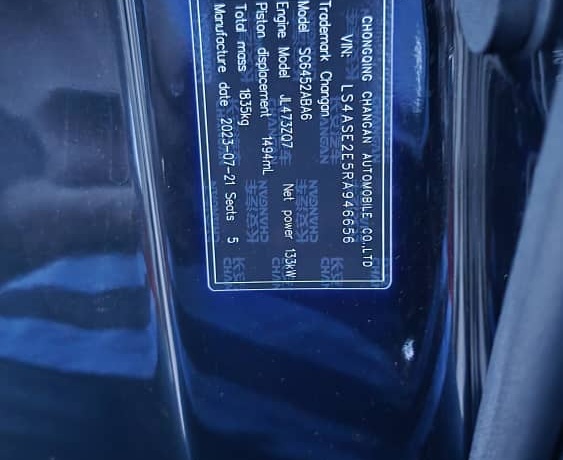 CHONGQING CHANGAN AUTOMOBILE CO.,LTD
VIN: LS4ASE2E5RA946656
Trademark Changan
Model SC6452ABA6
Engine Model JL473ZQ7 Net power 133kW
Piston displacement 1494mL
Total mass 1835kg
Manufacture date 2023-07-21 Seats 5